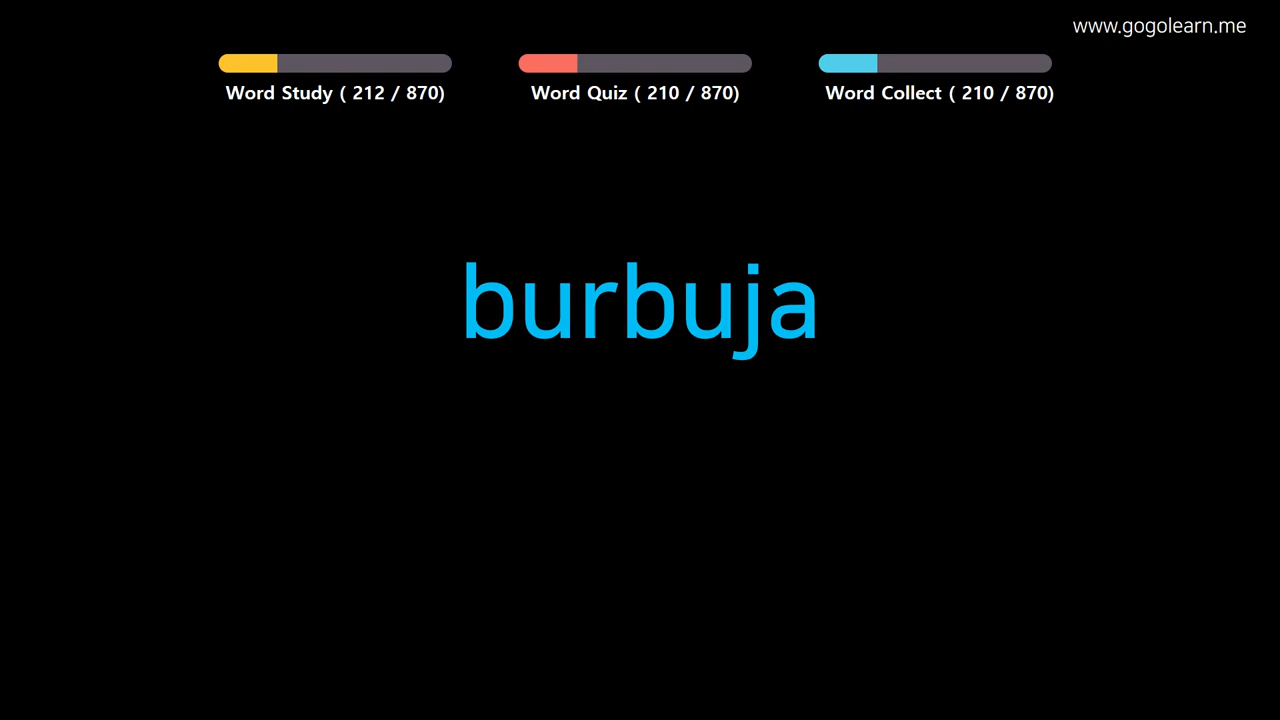 www.gogolearn.me
Word Study ( 212 / 870)
Word Quiz ( 210 / 870)
Word Collect ( 210 / 870)
burbuja